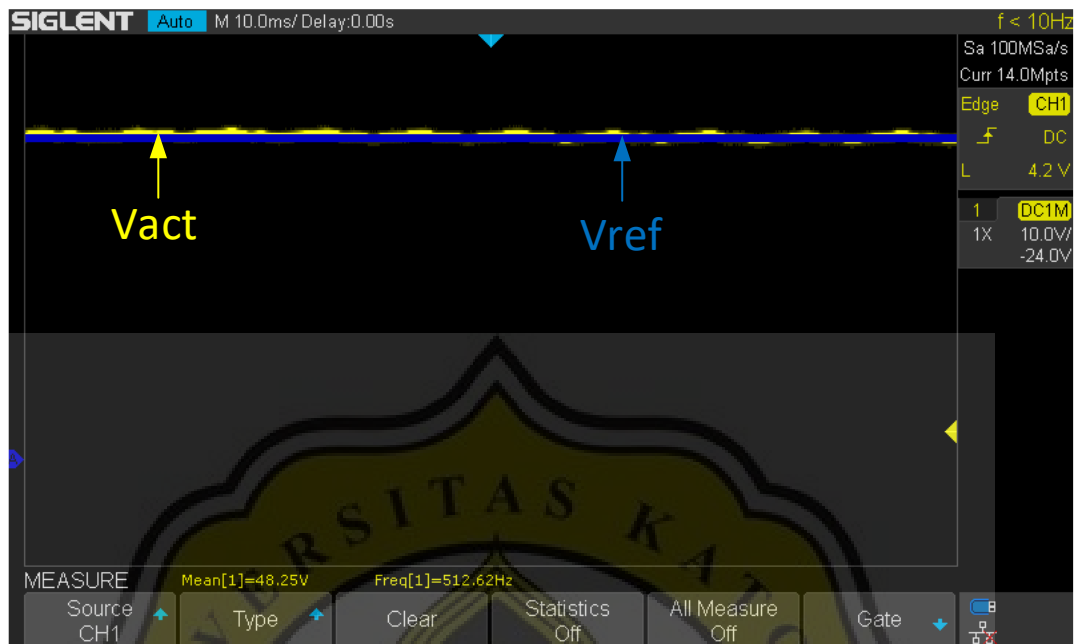 SIGLENT Auto M 10.0ms/ Delay:0.00s f < 10Hz
Sa 100MSa/s
Curr 14.0Mpts
Edge CH1
DC
L 4.2 V
1 DC1M
1X 10.0V/
-24.0V
Vact
Vref
ERSITAS KATO
MEASURE Mean[1]=48.25V Freq[1]=512.62Hz
Source
CH1
Type
Clear
Statistics
Off
All Measure
Off
Gate